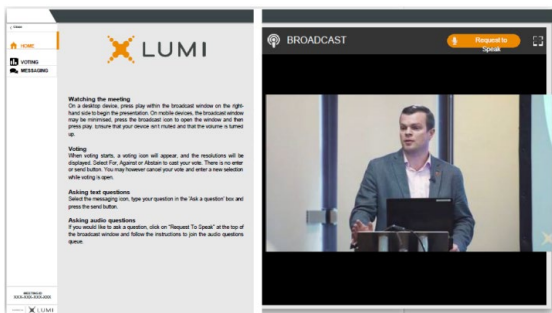 HOME
VOTING
MESSAGING
LUMI
Watching the meeting
On a desktop device, press play within the broadcast window on the right-
hand side to begin the presentation. On mobile devices, the broadcast window
may be minimised, press the broadcast icon to open the window and then
press play. Ensure that your device isn't muted and that the volume is turned
up.
Voting
When voting starts, a voting icon will appear, and the resolutions will be
displayed. Select For, Against or Abstain to cast your vote. There is no enter
or send button. You may however cancel your vote and enter a new selection
while voting is open.
Asking text questions
Select the messaging icon, type your question in the 'Ask a question' box and
press the send button.
Asking audio questions
If you would like to ask a question, click on "Request To Speak" at the top of
the broadcast window and follow the instructions to join the audio questions
queue.
MEETING ID
XXX-XXX-XXX-XXX
LUMI
BROADCAST
Request to
Speak